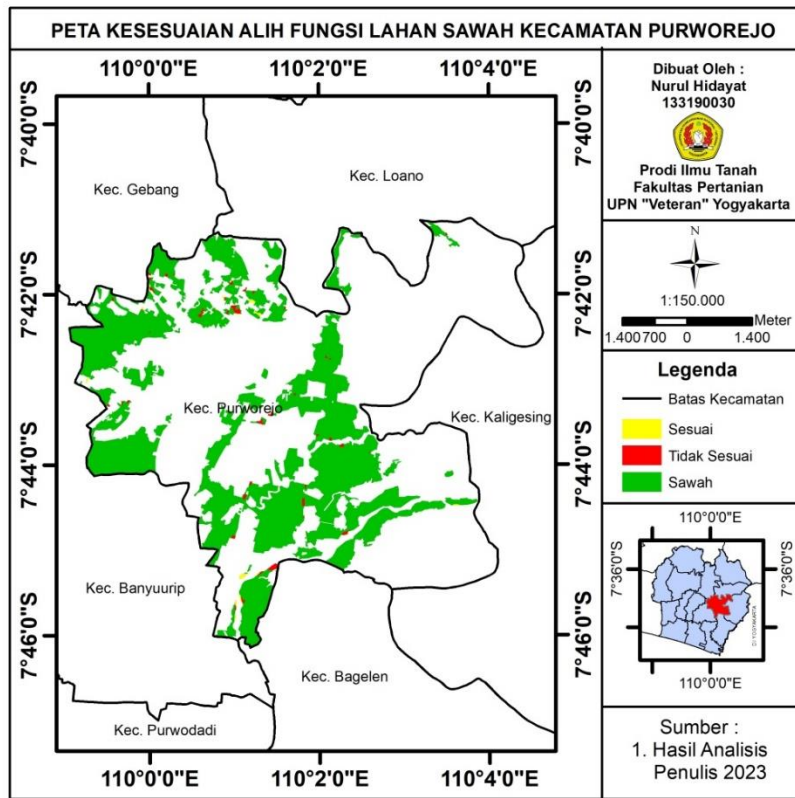 PETA KESESUAIAN ALIH FUNGSI LAHAN SAWAH KECAMATAN PURWOREJO
110°0'0"E 110°2'0"E 110°4'0"S
7°40'0"S
7°42'0"S
7°44'0"S
7°46'0"S
Kec. Gebang
Kec. Loano
Kec. Purworejo
Kec. Kaligesing
Kec. Banyuurip
Kec. Bagelen
Kec. Purwodadi
7°40'0"S
7°42'0"S
7°44'0"S
7°46'0"S
110°0'0"E 110°2'0"E 110°4'0"E
Dibuat Oleh :
Nurul Hidayat
133190030
Prodi Ilmu Tanah
Fakultas Pertanian
UPN "Veteran" Yogyakarta
N
1:150.000
Meter
1.400700 0 1.400
Legenda
Batas Kecamatan
Sesuai
Tidak Sesuai
Sawah
110°0'0"E
7°36'0"S
7°36'0"S
DI YOGYAKARTA
110°0'0"E
Sumber :
1. Hasil Analisis
Penulis 2023